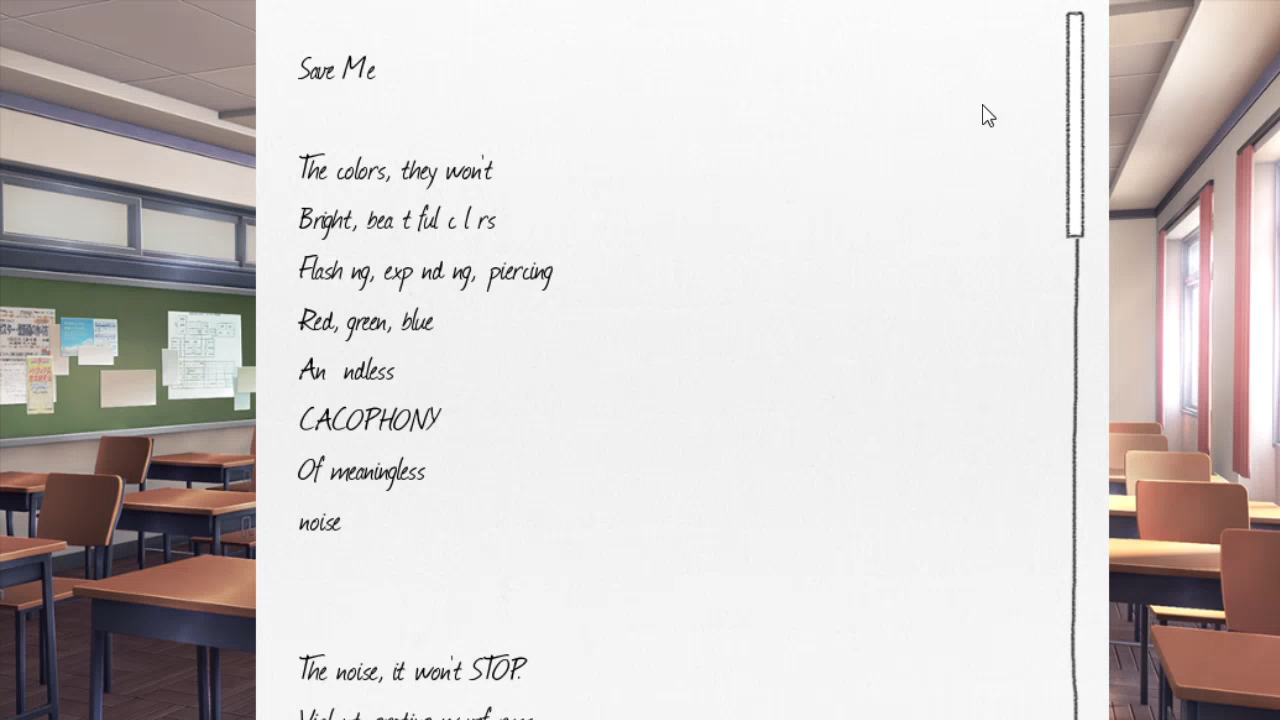 Save Me
The colors, they won't
Bright, bea t ful c l rs
Flash ng, exp nd ng, piercing
Red, green, blue
An  ndless
CACOPHONY
Of meaningless
noise
The noise, it won't STOP.